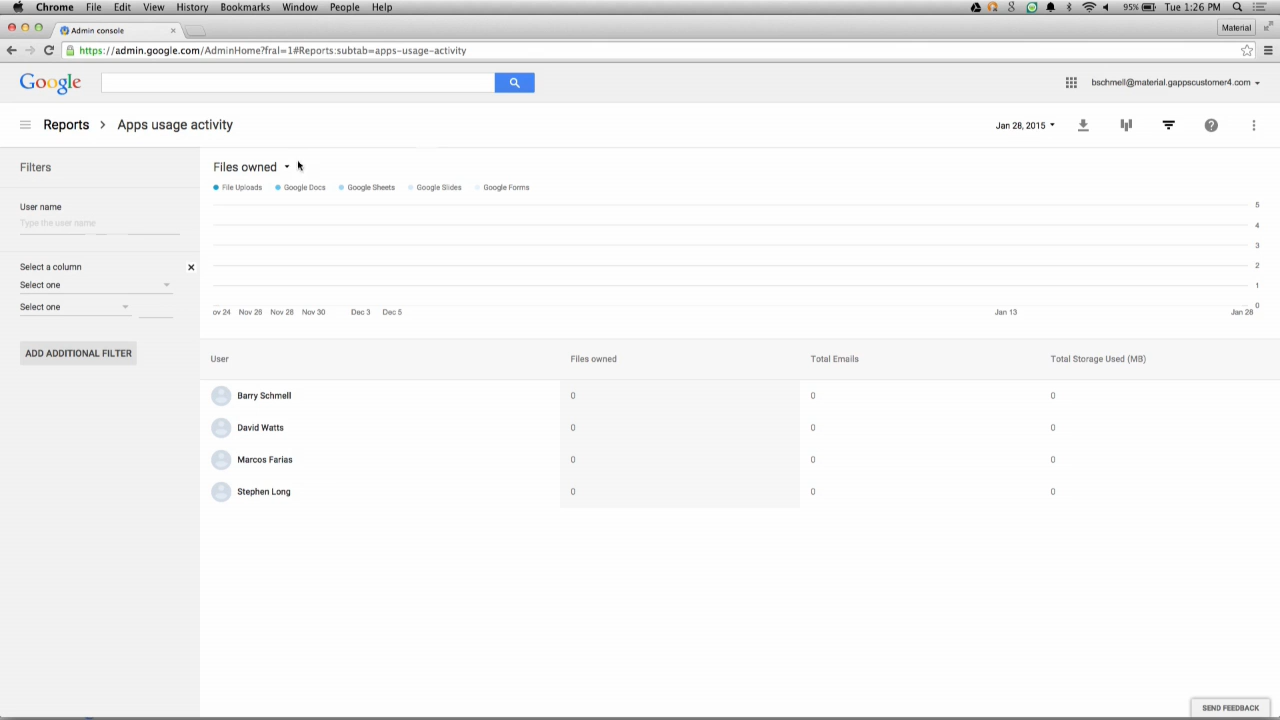 Chrome File Edit View History Bookmarks Window People Help 95% Tue 1:26 PM
Admin console Material
https://admin.google.com/AdminHome?fral=1#Reports:subtab=apps-usage-activity
Google bschmell@material.gappscustomer4.com
Reports > Apps usage activity Jan 28, 2015
Filters
User name
Type the user name
Select a column
Select one
Select one
ADD ADDITIONAL FILTER
Files owned
File Uploads Google Docs Google Sheets Google Slides Google Forms
5
4
3
2
1
0
ov 24 Nov 26 Nov 28 Nov 30 Dec 3 Dec 5 Jan 13 Jan 28
User Files owned Total Emails Total Storage Used (MB)
Barry Schmell 0 0 0
David Watts 0 0 0
Marcos Farias 0 0 0
Stephen Long 0 0 0
SEND FEEDBACK